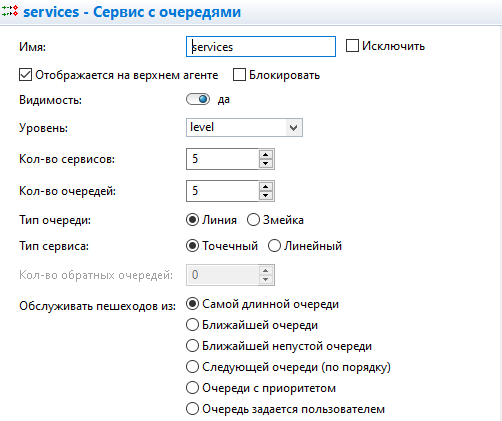 services - Сервис с очередями
Имя: services Исключить
Отображается на верхнем агенте Блокировать
Видимость: да
Уровень: level
Кол-во сервисов: 5
Кол-во очередей: 5
Тип очереди: Линия Змейка
Тип сервиса: Точечный Линейный
Кол-во обратных очередей: 0
Обслуживать пешеходов из: Самой длинной очереди
Ближайшей очереди
Ближайшей непустой очереди
Следующей очереди (по порядку)
Очереди с приоритетом
Очередь задается пользователем